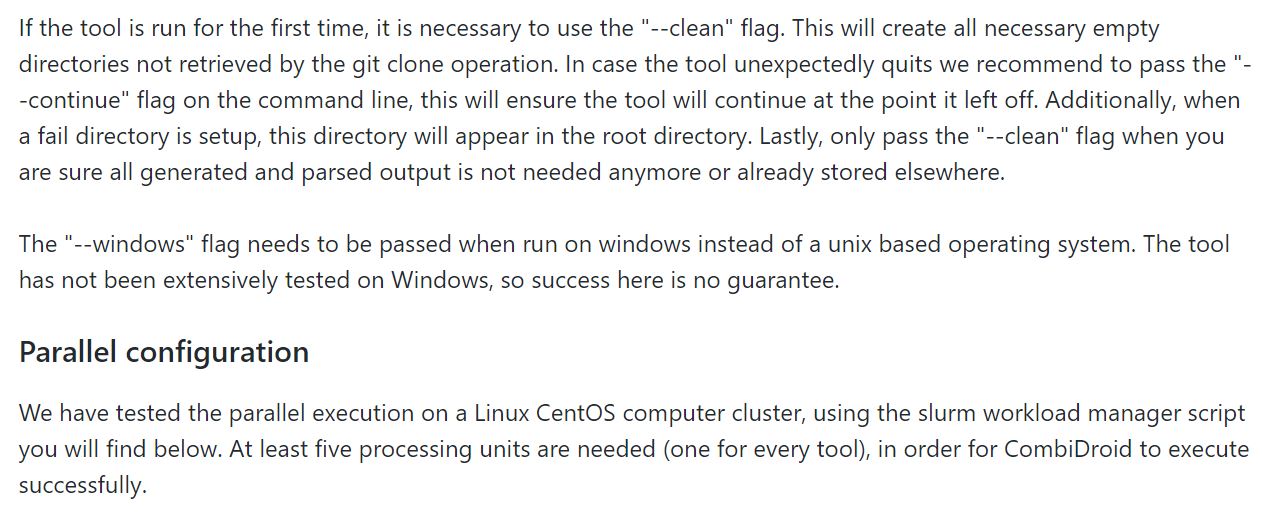 If the tool is run for the first time, it is necessary to use the "--clean" flag. This will create all necessary empty
directories not retrieved by the git clone operation. In case the tool unexpectedly quits we recommend to pass the "-
-continue" flag on the command line, this will ensure the tool will continue at the point it left off. Additionally, when
a fail directory is setup, this directory will appear in the root directory. Lastly, only pass the "--clean" flag when you
are sure all generated and parsed output is not needed anymore or already stored elsewhere.
The "--windows" flag needs to be passed when run on windows instead of a unix based operating system. The tool
has not been extensively tested on Windows, so success here is no guarantee.
Parallel configuration
We have tested the parallel execution on a Linux CentOS computer cluster, using the slurm workload manager script
you will find below. At least five processing units are needed (one for every tool), in order for CombiDroid to execute
successfully.